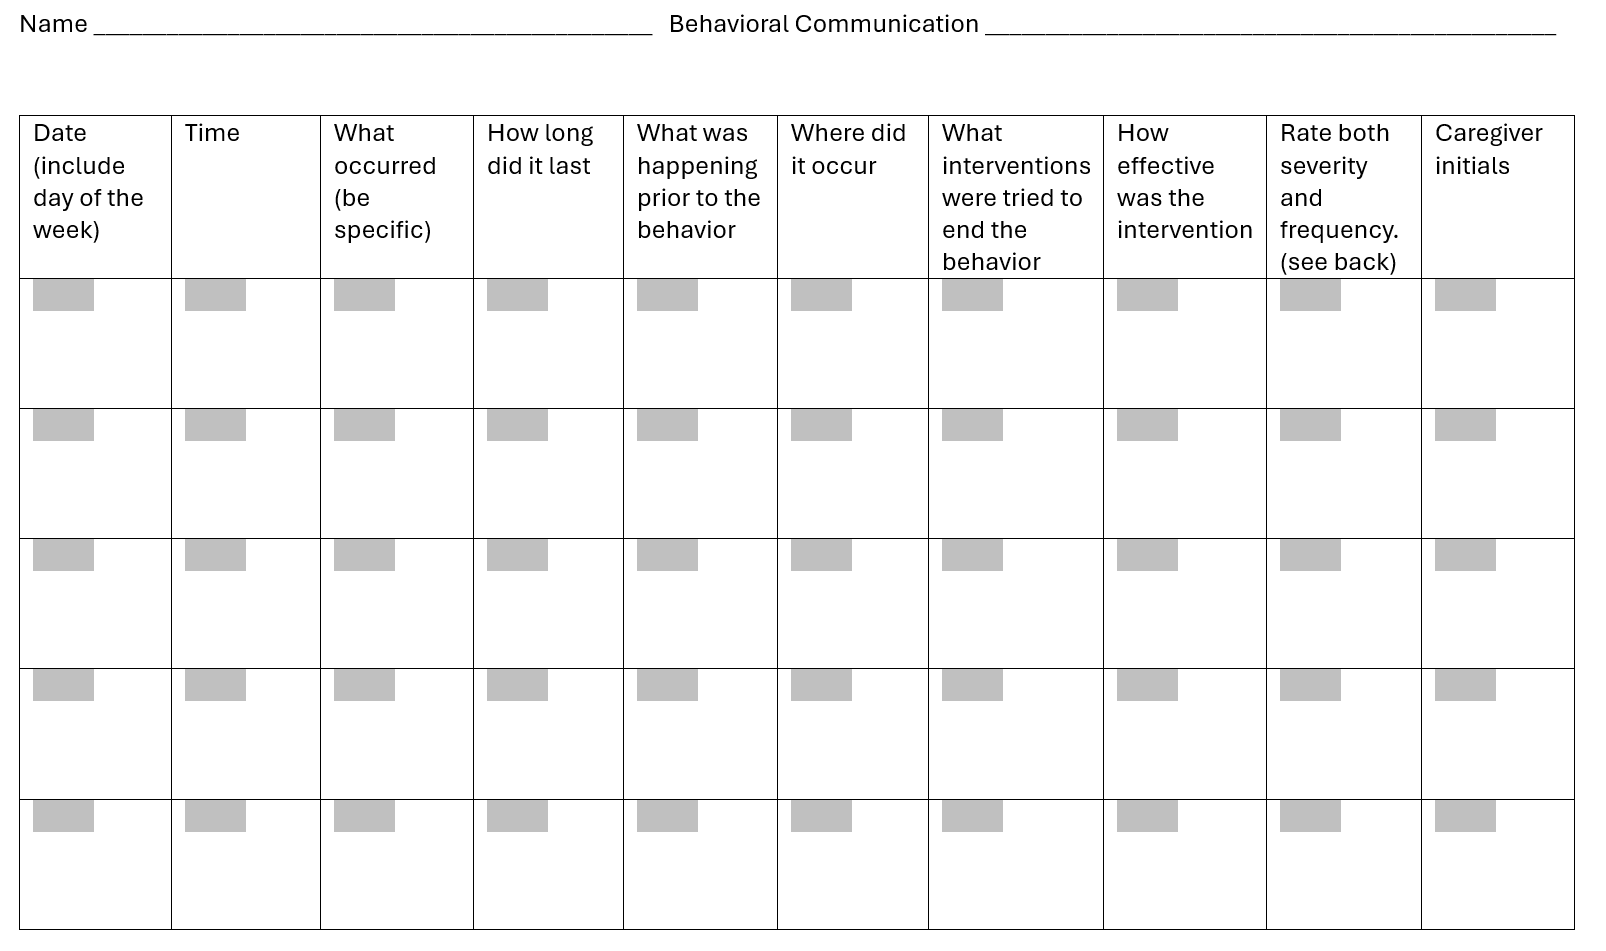 Name ______________________________________________ Behavioral Communication _______________________________________________
Date
(include
day of the
week)
Time
What
occurred
(be
specific)
How long
did it last
What was
happening
prior to the
behavior
Where did
it occur
What
interventions
were tried to
end the
behavior
How
effective
was the
intervention
Rate both
severity
and
frequency.
(see back)
Caregiver
initials